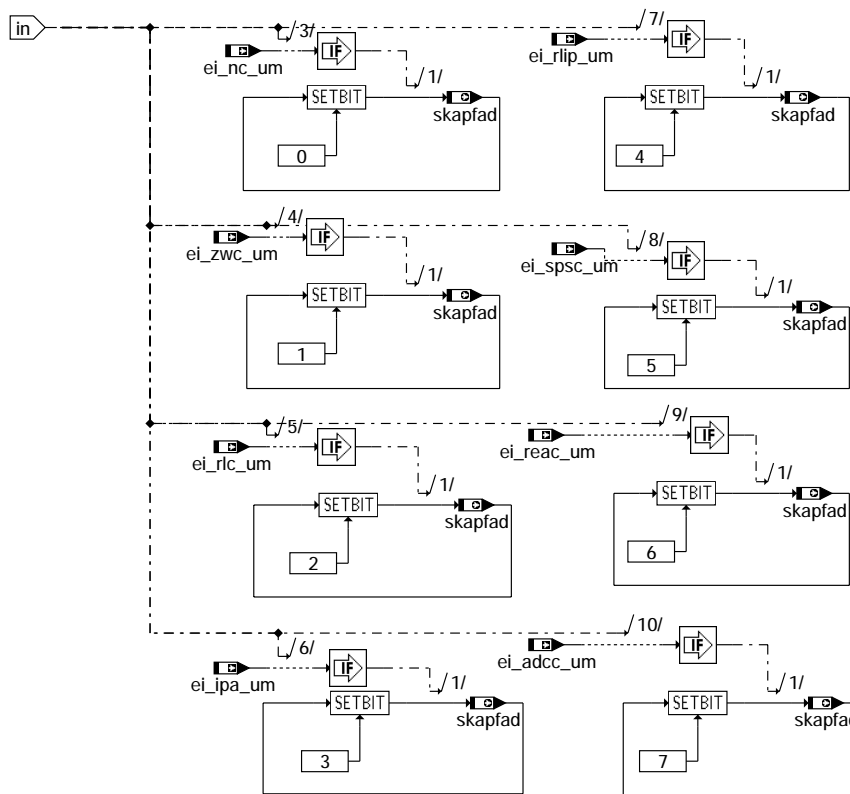 in
/3/
/7/
IF
IF
ei_nc_um
ei_rlip_um
/1/
/1/
SETBIT
skapfad
SETBIT
skapfad
0
4
/4/
IF
/8/
IF
ei_zwc_um
ei_spsc_um
/1/
/1/
SETBIT
skapfad
SETBIT
skapfad
1
5
/5/
IF
/9/
IF
ei_rlc_um
ei_reac_um
/1/
/1/
SETBIT
skapfad
SETBIT
skapfad
2
6
/6/
IF
/10/
IF
ei_ipa_um
ei_adcc_um
/1/
/1/
SETBIT
skapfad
SETBIT
skapfad
3
7